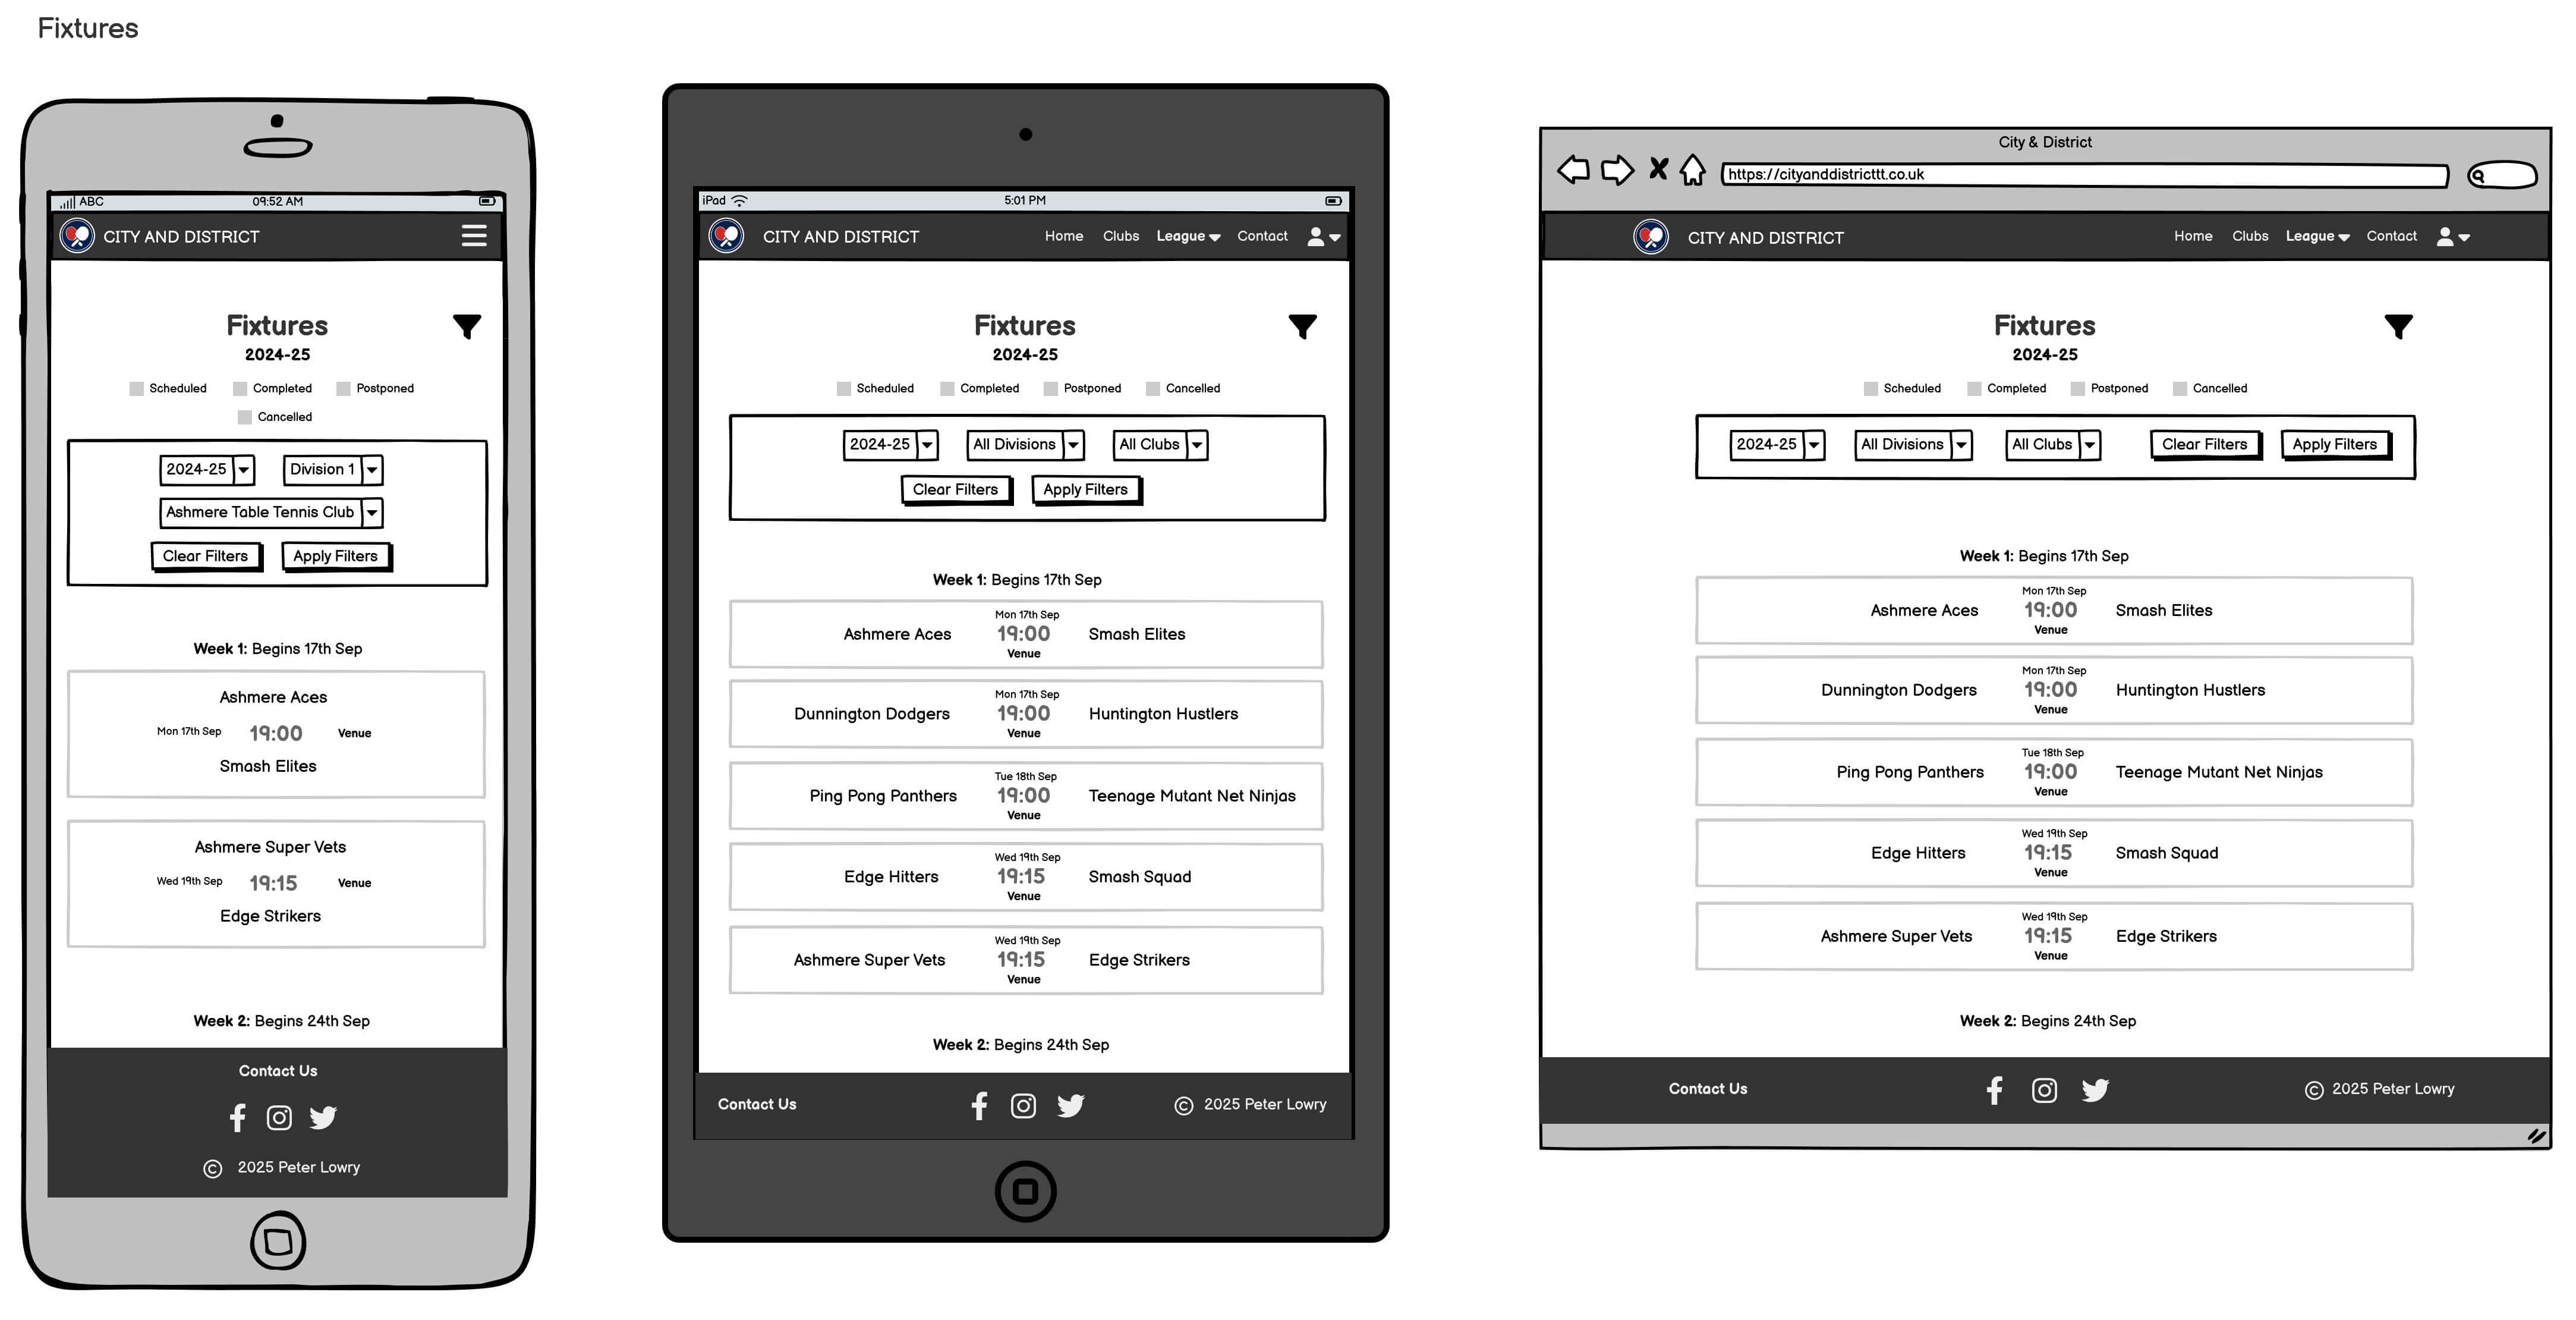 Fixtures
ABC 09:52 AM
CITY AND DISTRICT
Fixtures
2024-25
Scheduled Completed Postponed
Cancelled
2024-25 Division 1
Ashmere Table Tennis Club
Clear Filters Apply Filters
Week 1: Begins 17th Sep
Ashmere Aces
Mon 17th Sep 19:00 Venue
Smash Elites
Ashmere Super Vets
Wed 19th Sep 19:15 Venue
Edge Strikers
Week 2: Begins 24th Sep
Contact Us
© 2025 Peter Lowry
iPad 5:01 PM
CITY AND DISTRICT Home Clubs League Contact
Fixtures
2024-25
Scheduled Completed Postponed Cancelled
2024-25 All Divisions All Clubs
Clear Filters Apply Filters
Week 1: Begins 17th Sep
Mon 17th Sep
Ashmere Aces 19:00 Smash Elites
Venue
Mon 17th Sep
Dunnington Dodgers 19:00 Huntington Hustlers
Venue
Tue 18th Sep
Ping Pong Panthers 19:00 Teenage Mutant Net Ninjas
Venue
Wed 19th Sep
Edge Hitters 19:15 Smash Squad
Venue
Wed 19th Sep
Ashmere Super Vets 19:15 Edge Strikers
Venue
Week 2: Begins 24th Sep
Contact Us © 2025 Peter Lowry
City & District
https://cityanddistricttt.co.uk
CITY AND DISTRICT Home Clubs League Contact
Fixtures
2024-25
Scheduled Completed Postponed Cancelled
2024-25 All Divisions All Clubs Clear Filters Apply Filters
Week 1: Begins 17th Sep
Mon 17th Sep
Ashmere Aces 19:00 Smash Elites
Venue
Mon 17th Sep
Dunnington Dodgers 19:00 Huntington Hustlers
Venue
Tue 18th Sep
Ping Pong Panthers 19:00 Teenage Mutant Net Ninjas
Venue
Wed 19th Sep
Edge Hitters 19:15 Smash Squad
Venue
Wed 19th Sep
Ashmere Super Vets 19:15 Edge Strikers
Venue
Week 2: Begins 24th Sep
Contact Us © 2025 Peter Lowry